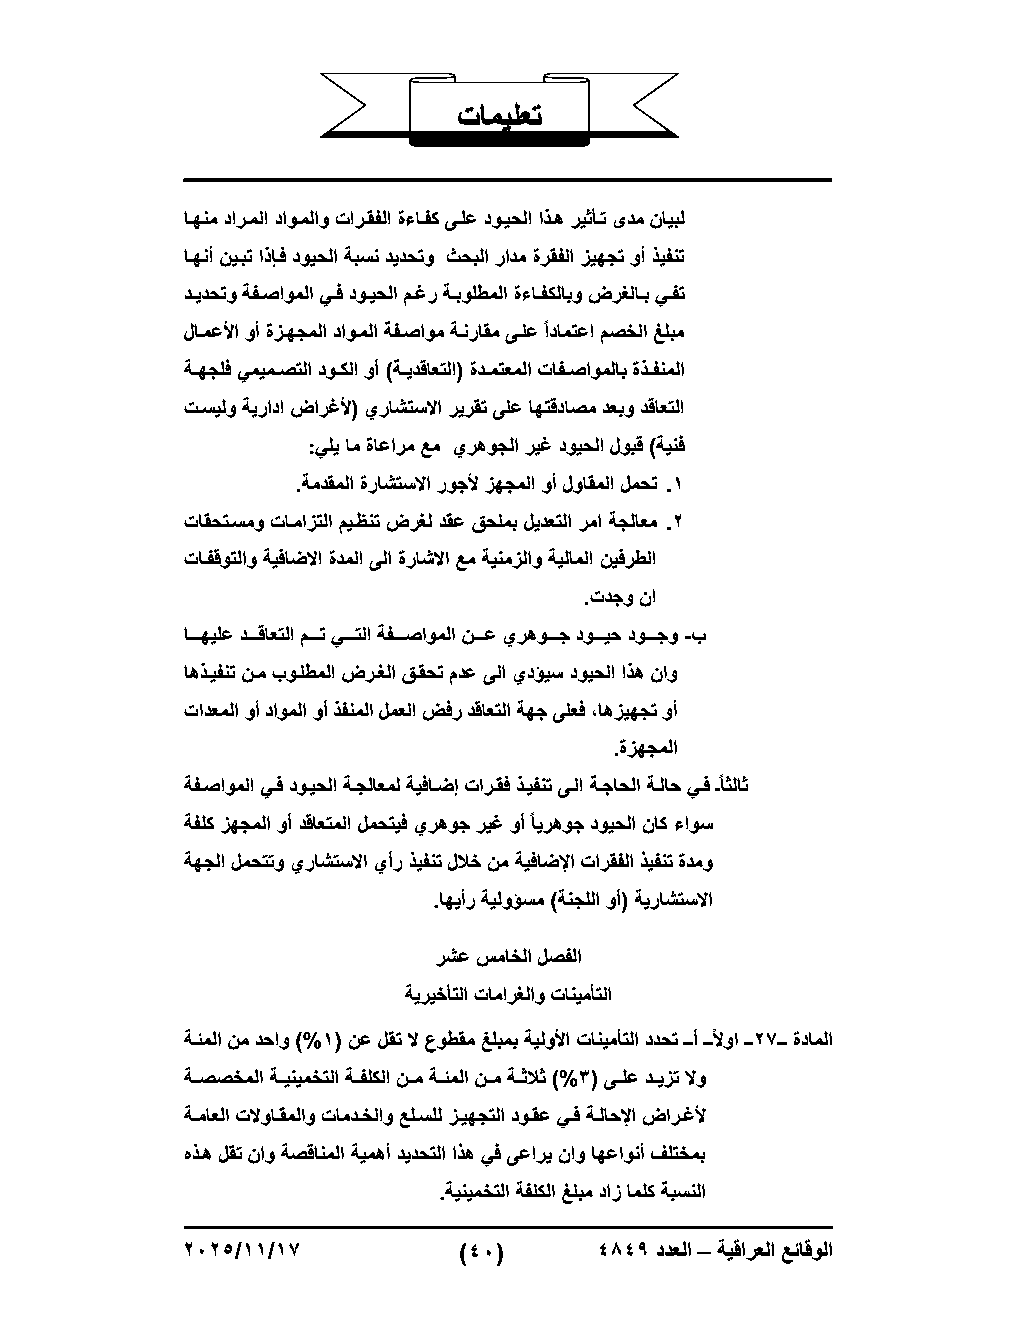 تعليمات
لبيان مدى تأثير هذا الحيود على كفاءة الفقرات والمواد المراد منها
تنفيذ أو تجهيز الفقرة مدار البحث وتحديد نسبة الحيود فإذا تبين أنها
تفي بالغرض وبالكفاءة المطلوبة رغم الحيود في المواصفة وتحديد
مبلغ الخصم اعتماداً على مقارنة مواصفة المواد المجهزة أو الأعمال
المنفذة بالمواصفات المعتمدة (التعاقدية) أو الكود التصميمي فلجهة
التعاقد وبعد مصادقتها على تقرير الاستشاري (لأغراض ادارية وليست
فنية) قبول الحيود غير الجوهري مع مراعاة ما يلي:
١. تحمل المقاول أو المجهز لأجور الاستشارة المقدمة.
٢. معالجة امر التعديل بملحق عقد لغرض تنظيم التزامات ومستحقات
الطرفين المالية والزمنية مع الاشارة الى المدة الاضافية والتوقفات
ان وجدت.
ب- وجود حيود جوهري عن المواصفة التي تم التعاقد عليها
وان هذا الحيود سيؤدي الى عدم تحقق الغرض المطلوب من تنفيذها
أو تجهيزها، فعلى جهة التعاقد رفض العمل المنفذ أو المواد أو المعدات
المجهزة.
ثالثاً- في حالة الحاجة الى تنفيذ فقرات إضافية لمعالجة الحيود في المواصفة
سواء كان الحيود جوهرياً أو غير جوهري فيتحمل المتعاقد أو المجهز كلفة
ومدة تنفيذ الفقرات الإضافية من خلال تنفيذ رأي الاستشاري وتتحمل الجهة
الاستشارية (أو اللجنة) مسؤولية رأيها.
الفصل الخامس عشر
التأمينات والغرامات التأخيرية
المادة -٢٧- اولاً- أ- تحدد التأمينات الأولية بمبلغ مقطوع لا تقل عن (١%) واحد من المئة
ولا تزيد على (٣%) ثلاثة من المئة من الكلفة التخمينية المخصصة
لأغراض الإحالة في عقود التجهيز للسلع والخدمات والمقاولات العامة
بمختلف أنواعها وان يراعى في هذا التحديد أهمية المناقصة وان تقل هذه
النسبة كلما زاد مبلغ الكلفة التخمينية.
الوقائع العراقية – العدد ٤٨٤٩ (٤٠) ٢٠٢٥/١١/١٧